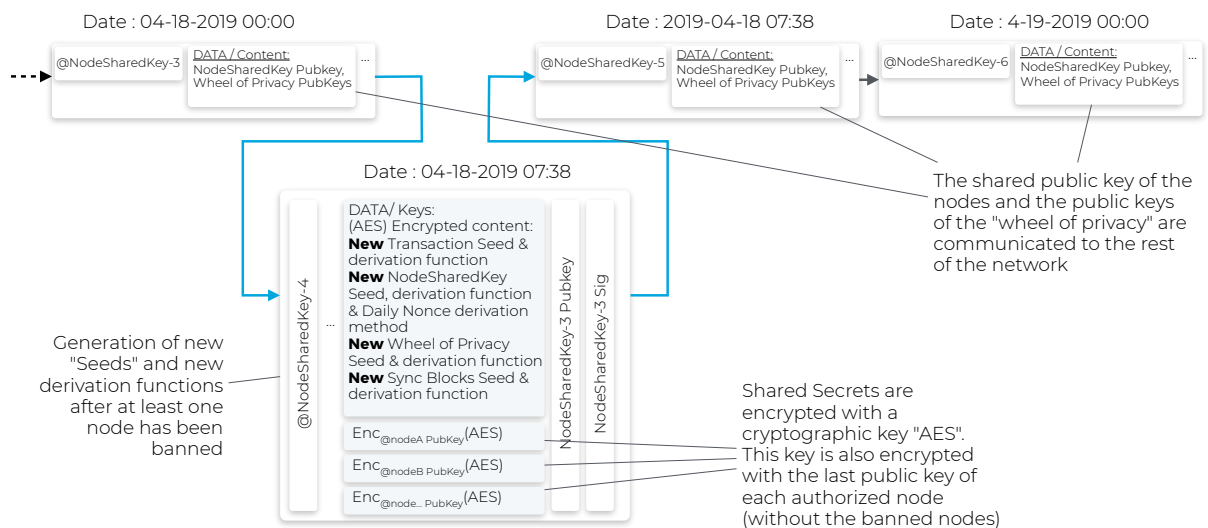 Date : 04-18-2019 00:00
@NodeSharedKey-3
DATA / Content:
NodeSharedKey Pubkey,
Wheel of Privacy PubKeys
...
Date : 2019-04-18 07:38
@NodeSharedKey-5
DATA / Content:
NodeSharedKey Pubkey,
Wheel of Privacy PubKeys
...
Date : 4-19-2019 00:00
@NodeSharedKey-6
DATA / Content:
NodeSharedKey Pubkey,
Wheel of Privacy PubKeys
...
Date : 04-18-2019 07:38
@NodeSharedKey-4
...
DATA/ Keys:
(AES) Encrypted content:
New Transaction Seed &
derivation function
New NodeSharedKey
Seed, derivation function
& Daily Nonce derivation
method
New Wheel of Privacy
Seed & derivation function
New Sync Blocks Seed &
derivation function
Enc@nodeA PubKey(AES)
Enc@nodeB PubKey(AES)
Enc@node... PubKey(AES)
NodeSharedKey-3 Pubkey
NodeSharedKey-3 Sig
The shared public key of the
nodes and the public keys
of the "wheel of privacy" are
communicated to the rest
of the network
Generation of new
"Seeds" and new
derivation functions
after at least one
node has been
banned
Shared Secrets are
encrypted with a
cryptographic key "AES".
This key is also encrypted
with the last public key of
each authorized node
(without the banned nodes)